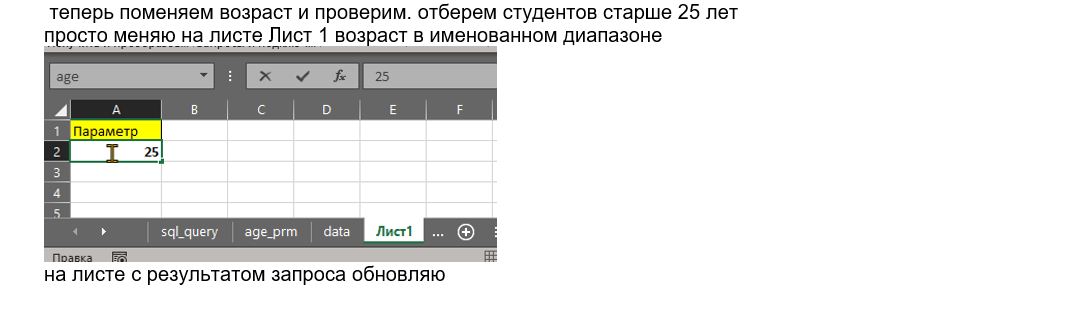 теперь поменяем возраст и проверим. отберем студентов старше 25 лет
просто меняю на листе Лист 1 возраст в именованном диапазоне
age
fx 25
A B C D E F
1 Параметр
2 25
3
4
5
sql_query age_prm data Лист1 ...
Правка
на листе с результатом запроса обновляю